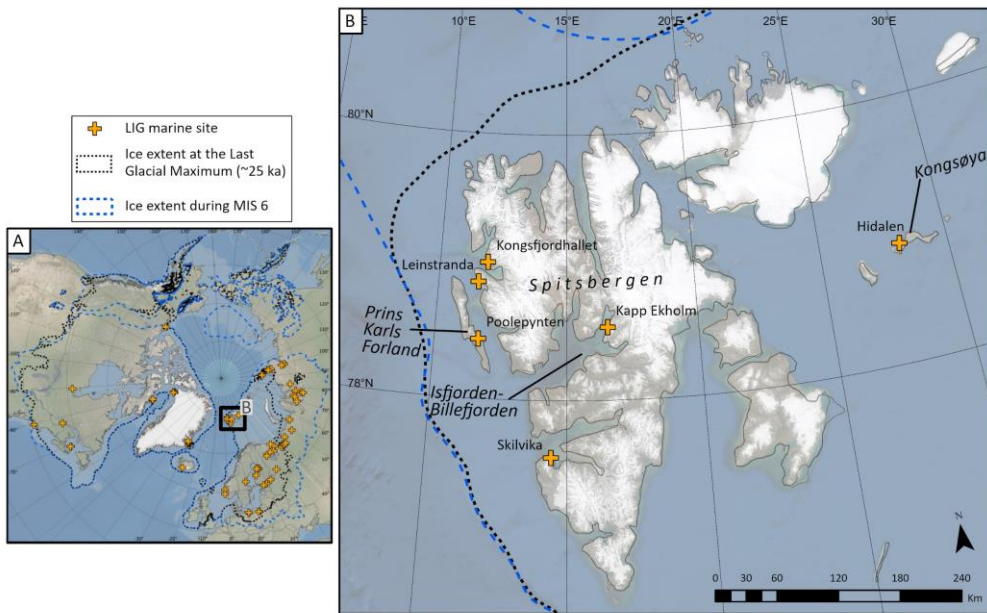 LIG marine site
Ice extent at the Last
Glacial Maximum (~25 ka)
Ice extent during MIS 6
A
B
B
10°E
15°E
20°E
25°E
30°E
80°N
78°N
Kongsøya
Hidalen
Kongsfjordhallet
Leinstranda
Spitsbergen
Prins
Karls
Forland
Poolepynten
Kapp Ekholm
Isfjorden-
Billefjorden
Skilvika
N
0 30 60 120 180 240
Km